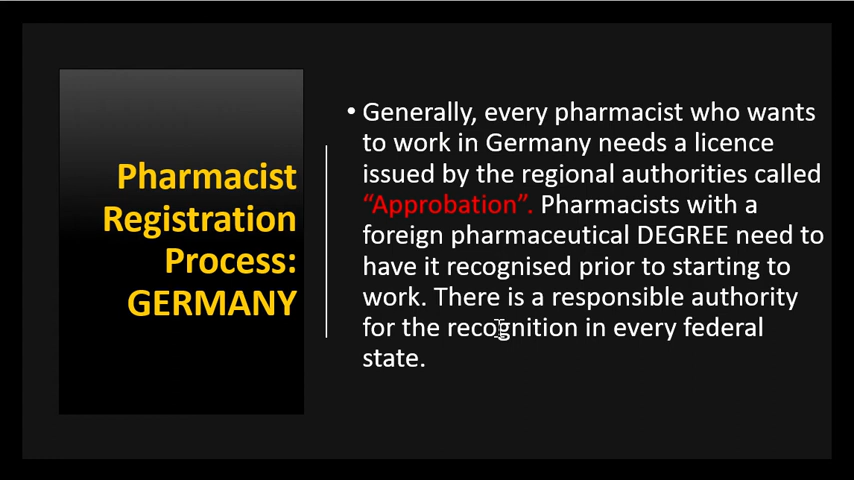 Pharmacist
Registration
Process:
GERMANY
• Generally, every pharmacist who wants
to work in Germany needs a licence
issued by the regional authorities called
“Approbation”. Pharmacists with a
foreign pharmaceutical DEGREE need to
have it recognised prior to starting to
work. There is a responsible authority
for the recognition in every federal
state.